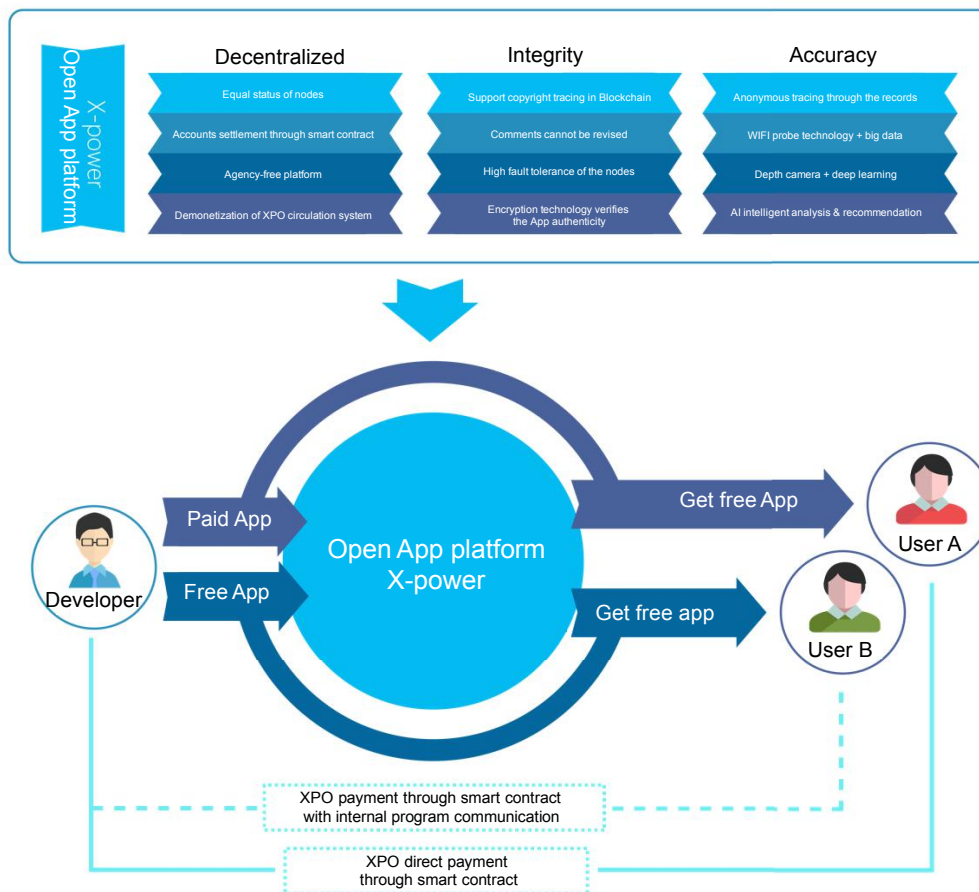 X-power
Open App platform
Decentralized
Equal status of nodes
Accounts settlement through smart contract
Agency-free platform
Demonetization of XPO circulation system
Integrity
Support copyright tracing in Blockchain
Comments cannot be revised
High fault tolerance of the nodes
Encryption technology verifies
the App authenticity
Accuracy
Anonymous tracing through the records
WIFI probe technology + big data
Depth camera + deep learning
AI intelligent analysis & recommendation
Developer
Paid App
Free App
Open App platform
X-power
Get free App
Get free app
User A
User B
XPO payment through smart contract
with internal program communication
XPO direct payment
through smart contract